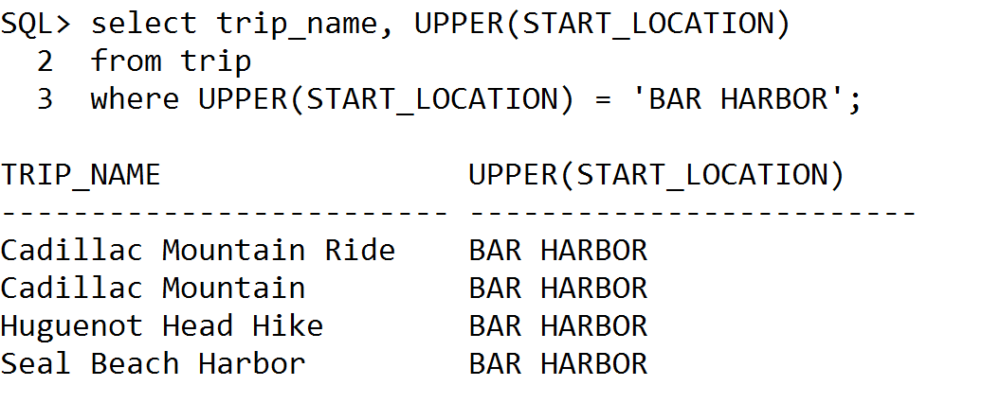 SQL> select trip_name, UPPER(START_LOCATION)
  2  from trip
  3  where UPPER(START_LOCATION) = 'BAR HARBOR';
TRIP_NAME                 UPPER(START_LOCATION)
------------------------- -------------------------
Cadillac Mountain Ride    BAR HARBOR
Cadillac Mountain         BAR HARBOR
Huguenot Head Hike        BAR HARBOR
Seal Beach Harbor         BAR HARBOR